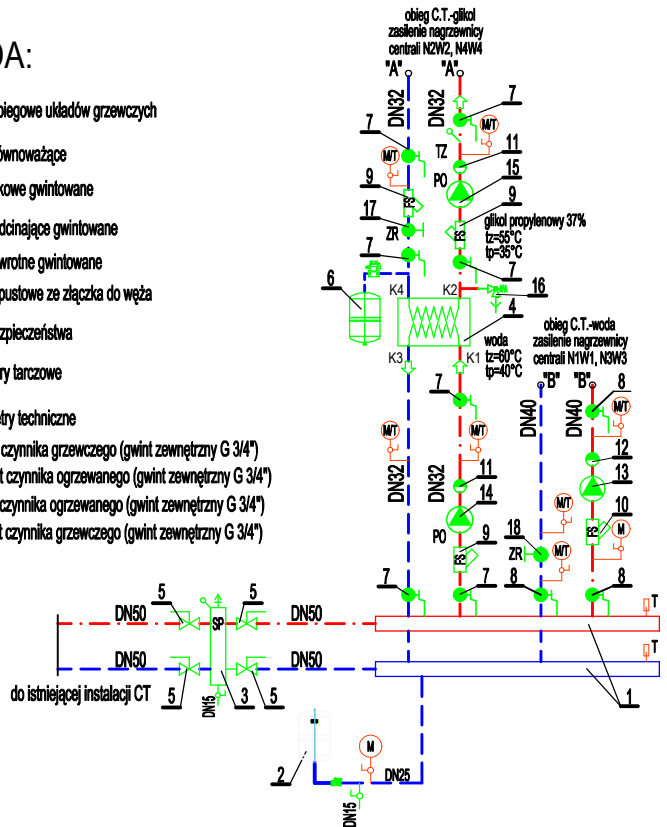 DA:
biegowe układów grzewczych
ównoważące
kowe gwintowane
dcinające gwintowane
wrotne gwintowane
pustowe ze złączka do węża
zpieczeństwa
ry tarczowe
etry techniczne
czynnika grzewczego (gwint zewnętrzny G 3/4")
t czynnika ogrzewanego (gwint zewnętrzny G 3/4")
czynnika ogrzewanego (gwint zewnętrzny G 3/4")
t czynnika grzewczego (gwint zewnętrzny G 3/4")
obieg C.T.-glikol
zasilenie nagrzewnicy
centrali N2W2, N4W4
"A" "A"
DN32 DN32
7 7
M/T M/T
TZ 11
PO 15
9 FS 9 FS
17 ZR
glikol propylenowy 37%
tz=55°C
tp=35°C
7 7
6 K4 K2 16
4
K3 K1
woda
tz=60°C
tp=40°C
obieg C.T.-woda
zasilenie nagrzewnicy
centrali N1W1, N3W3
"B" "B"
7 8
DN40 DN40
M/T M/T M/T
DN32 DN32
11 12
14 13
PO
M/T
10 FS
18 ZR M
9 FS
M/T
7 7 8 8
5 5
DN50 SP DN50 T
DN50 DN50 T
do istniejącej instalacji CT
5 DN15 3 5 1
2 M
DN25
DN15